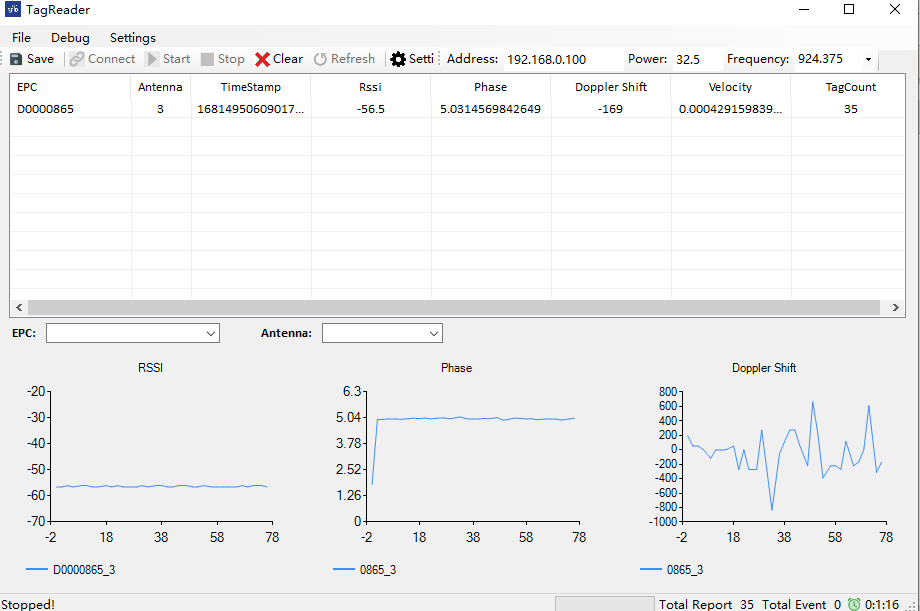 TagReader
File Debug Settings
Save Connect Start Stop Clear Refresh Setti Address: 192.168.0.100 Power: 32.5 Frequency: 924.375
EPC Antenna TimeStamp Rssi Phase Doppler Shift Velocity TagCount
D0000865 3 16814950609017... -56.5 5.0314569842649 -169 0.000429159839... 35
EPC: Antenna:
RSSI Phase Doppler Shift
-20 6.3 800
600
-30 5.04 400
200
-40 3.78 0
-50 2.52 -200
-400
-60 1.26 -600
-800
-70 0 -1000
-2 18 38 58 78 -2 18 38 58 78 -2 18 38 58 78
D0000865_3 0865_3 0865_3
Stopped! Total Report 35 Total Event 0 0:1:16